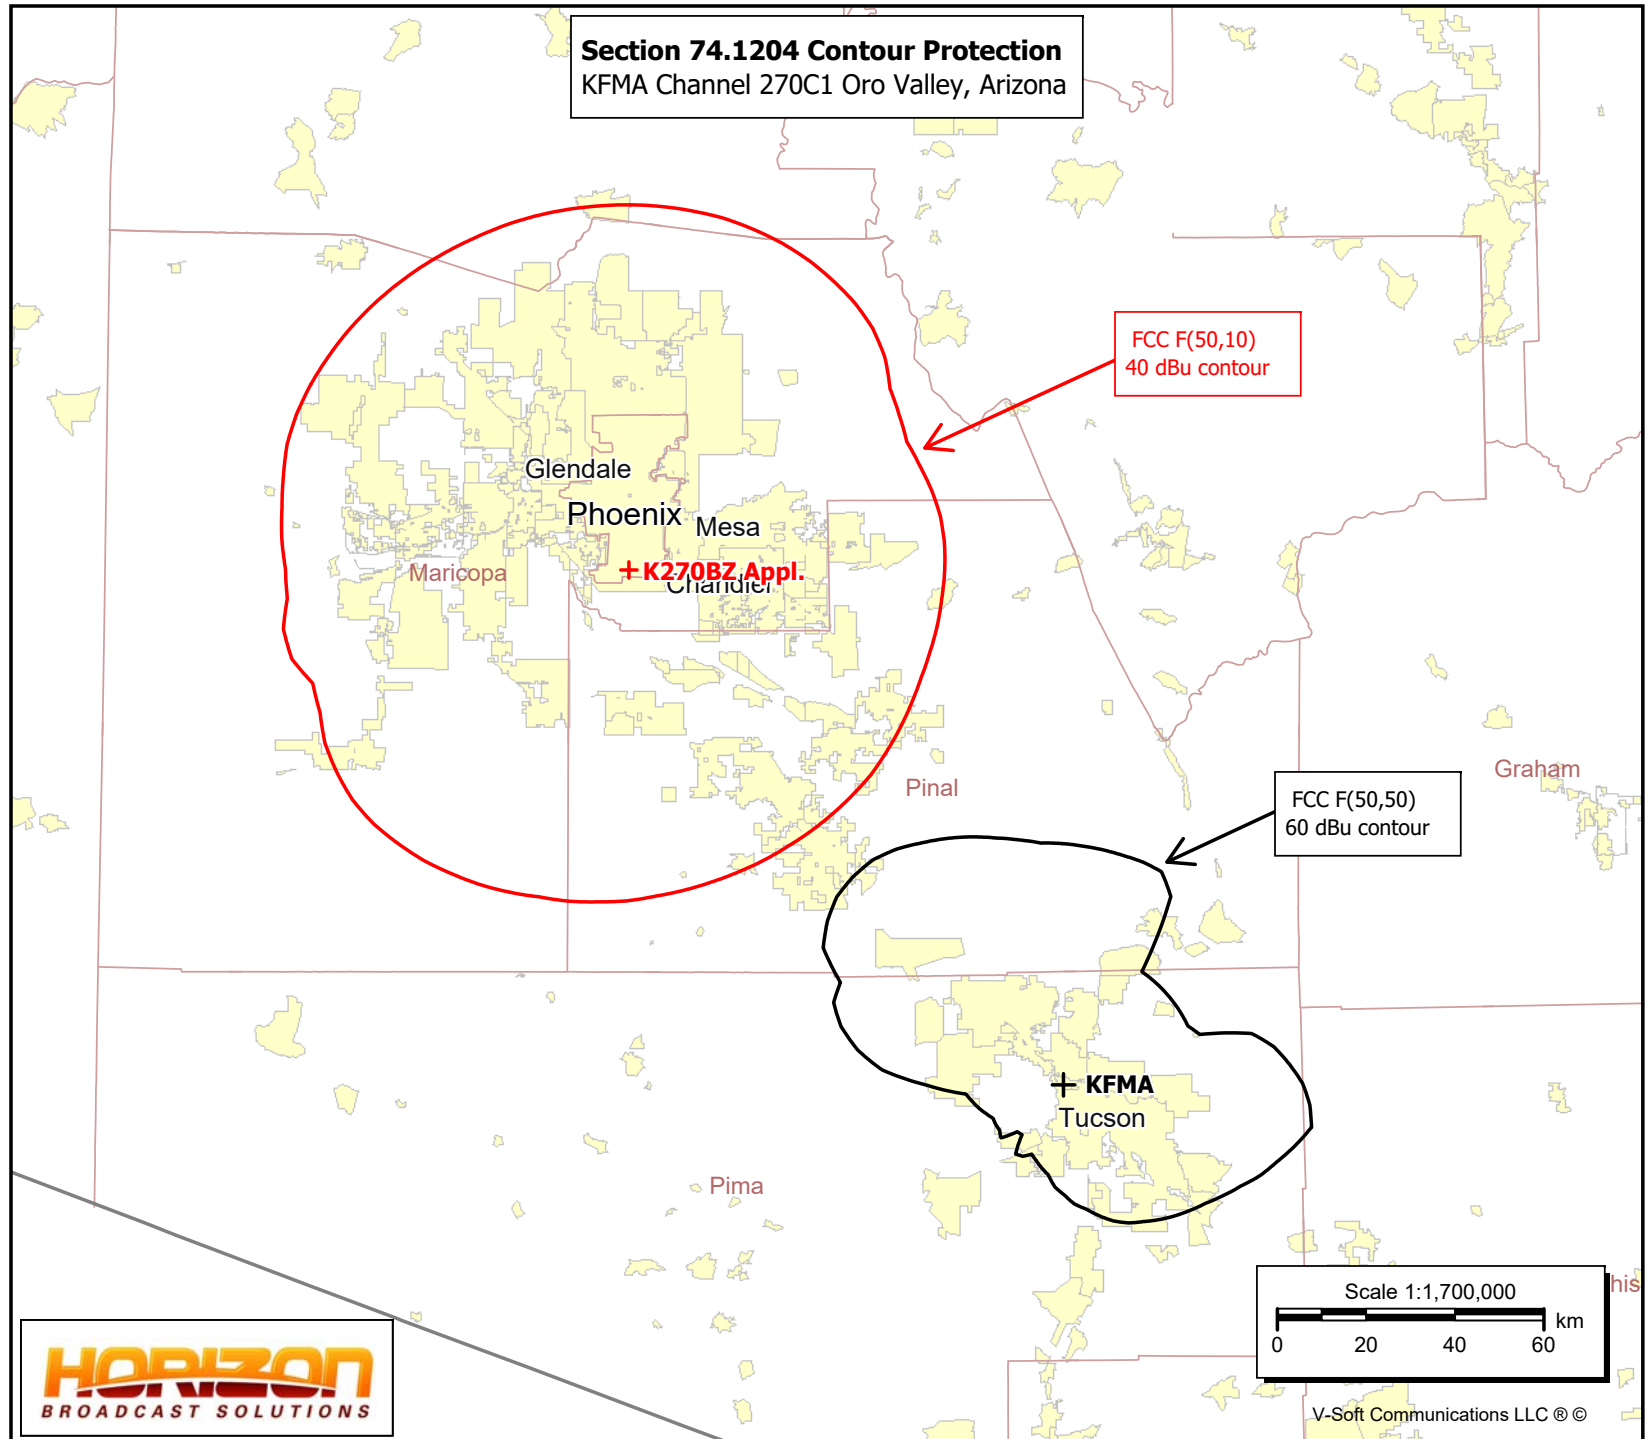 Section 74.1204 Contour Protection
KFMA Channel 270C1 Oro Valley, Arizona
FCC F(50,10)
40 dBu contour
Glendale
Phoenix
Mesa
Maricopa
K270BZ Appl.
Chandler
Pinal
Graham
FCC F(50,50)
60 dBu contour
KFMA
Tucson
Pima
his
Scale 1:1,700,000
km
0 20 40 60
HORIZON
BROADCAST SOLUTIONS
V-Soft Communications LLC ® ©